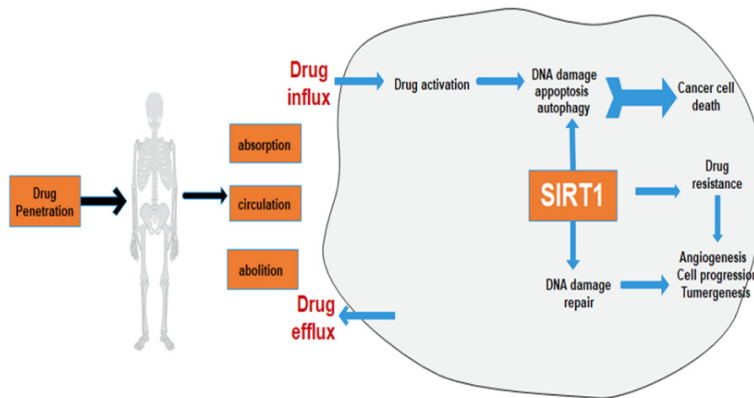 Drug
Penetration
absorption
circulation
abolition
Drug
influx
Drug
efflux
Drug activation
DNA damage
appoptosis
autophagy
Cancer cell
death
SIRT1
Drug
resistance
DNA damage
repair
Angiogenesis
Cell progression
Tumergenesis